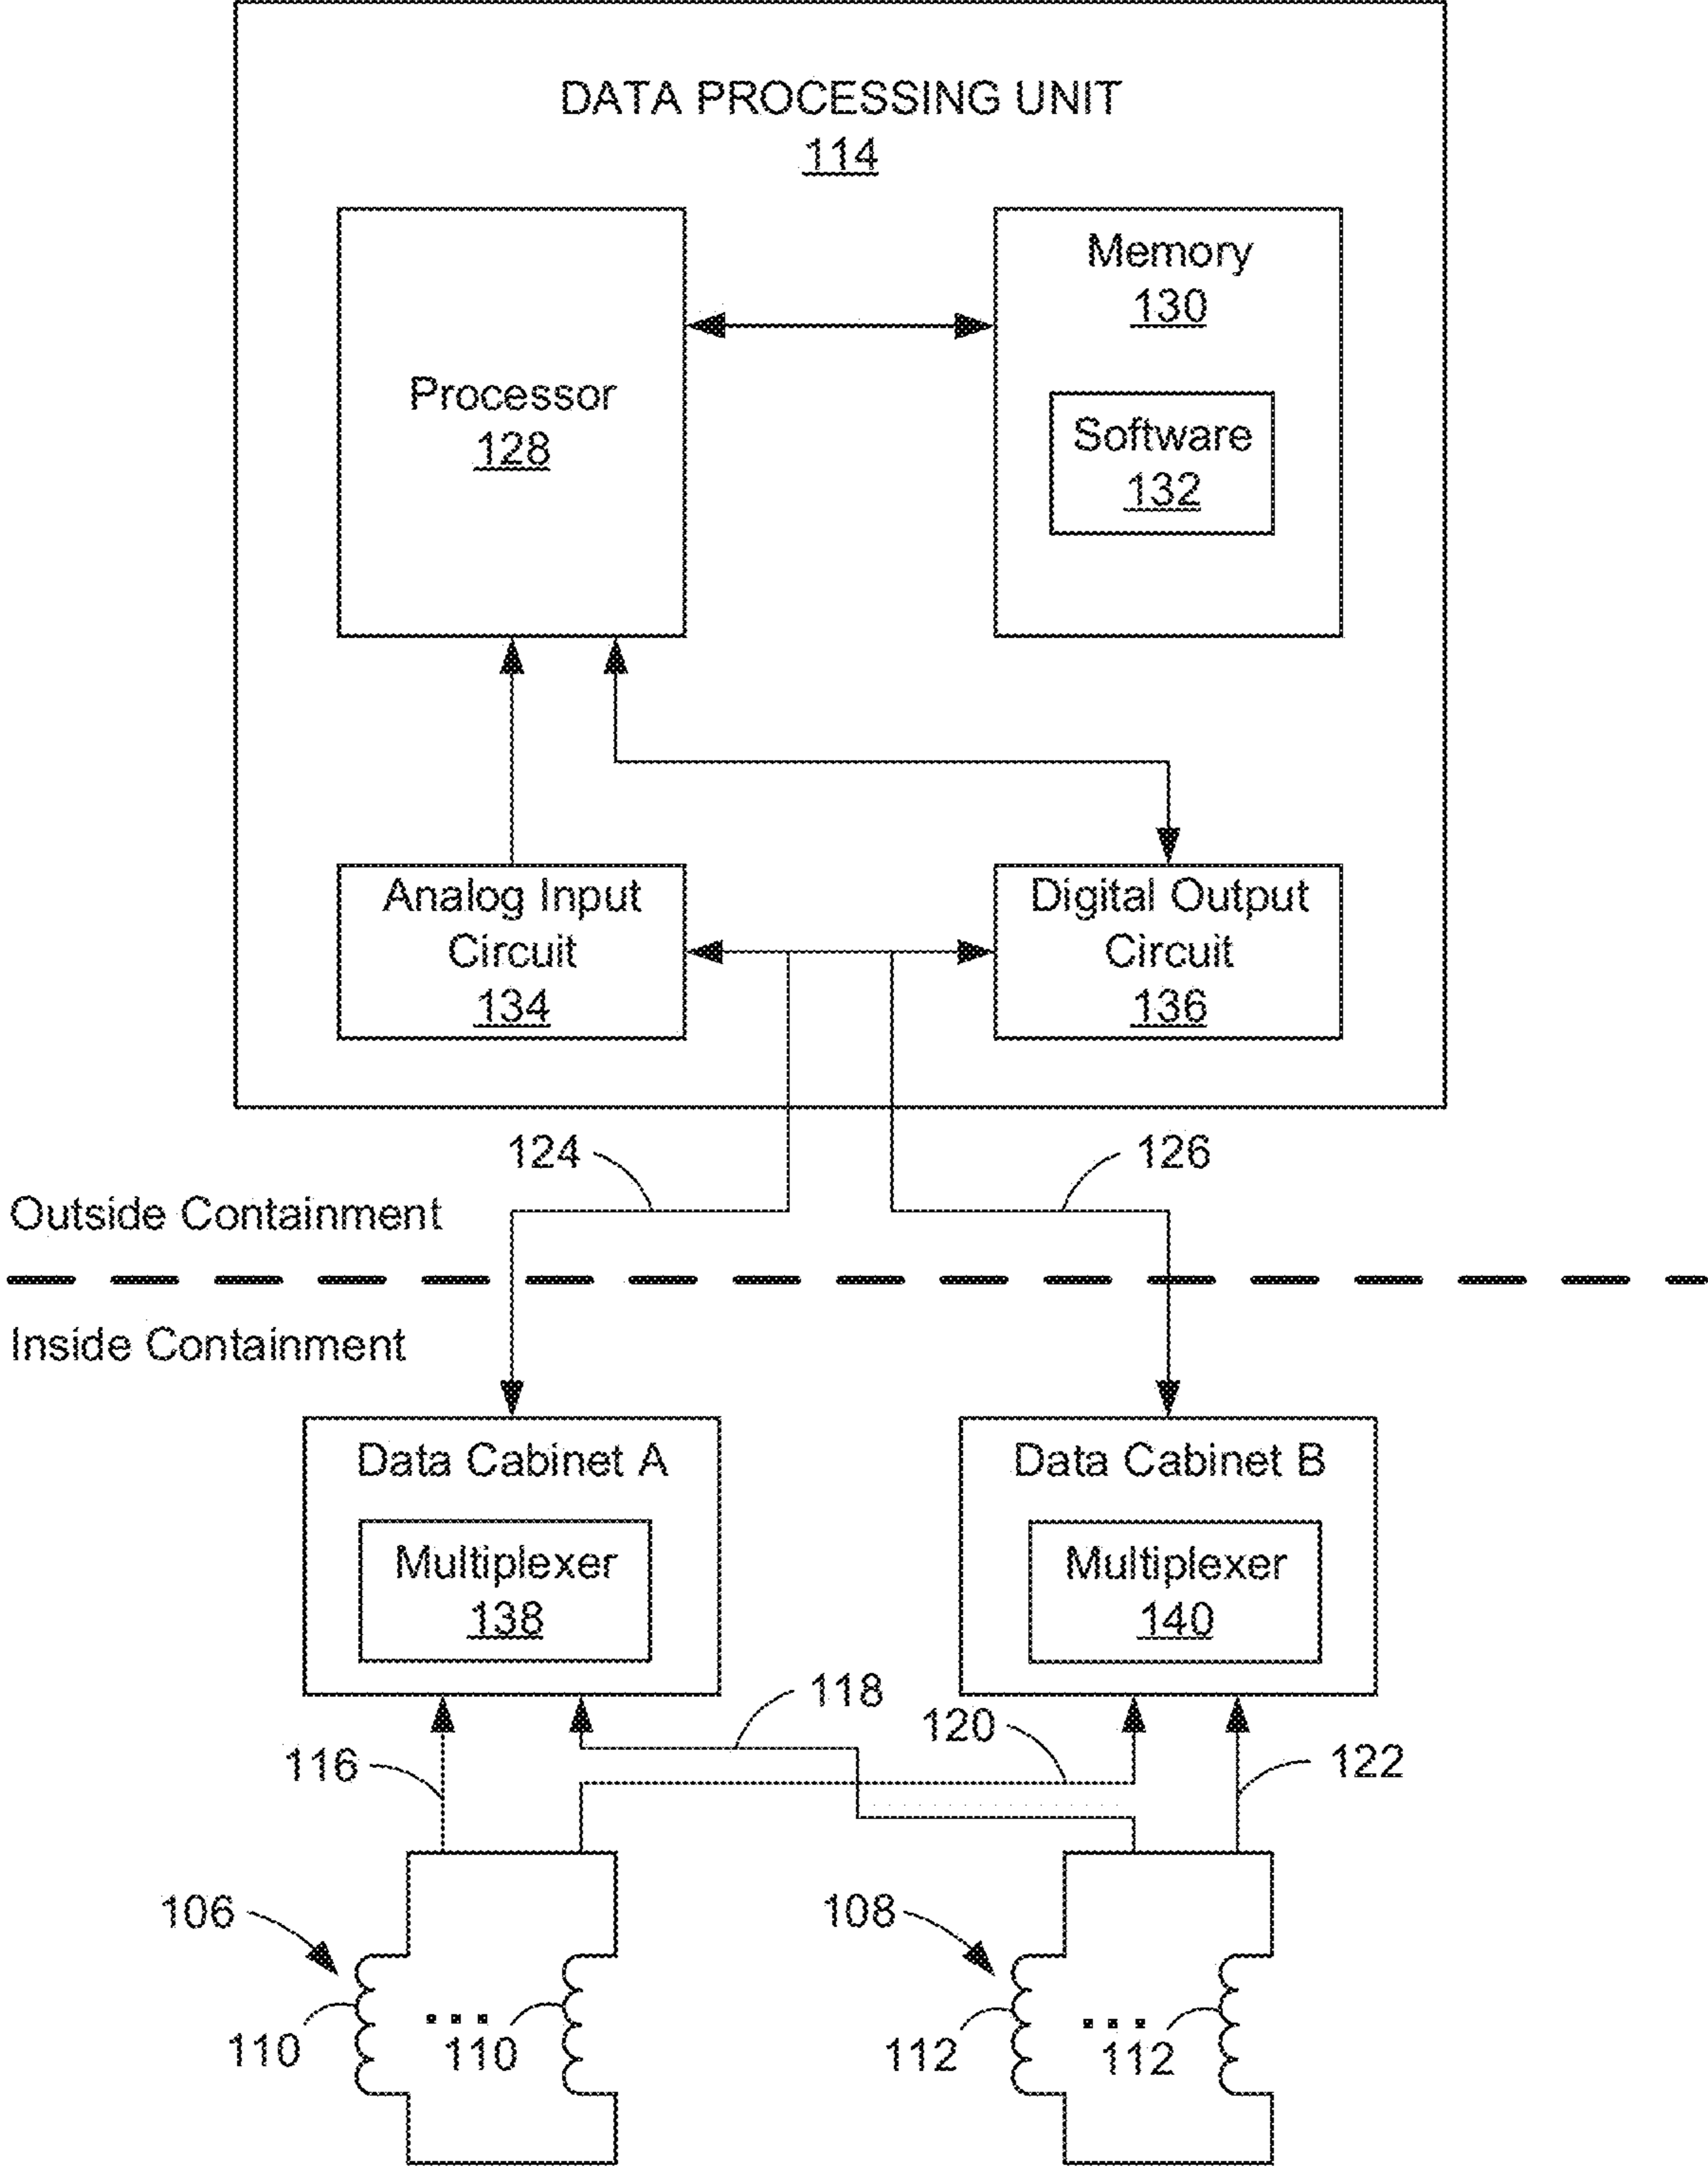 DATA PROCESSING UNIT
114
Processor
128
Memory
130
Software
132
Analog Input
Circuit
134
Digital Output
Circuit
136
124
126
Outside Containment
Inside Containment
Data Cabinet A
Multiplexer
138
Data Cabinet B
Multiplexer
140
118
120
116
122
106
108
110
110
112
112